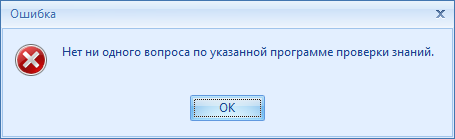 Ошибка
Нет ни одного вопроса по указанной программе проверки знаний.
OK